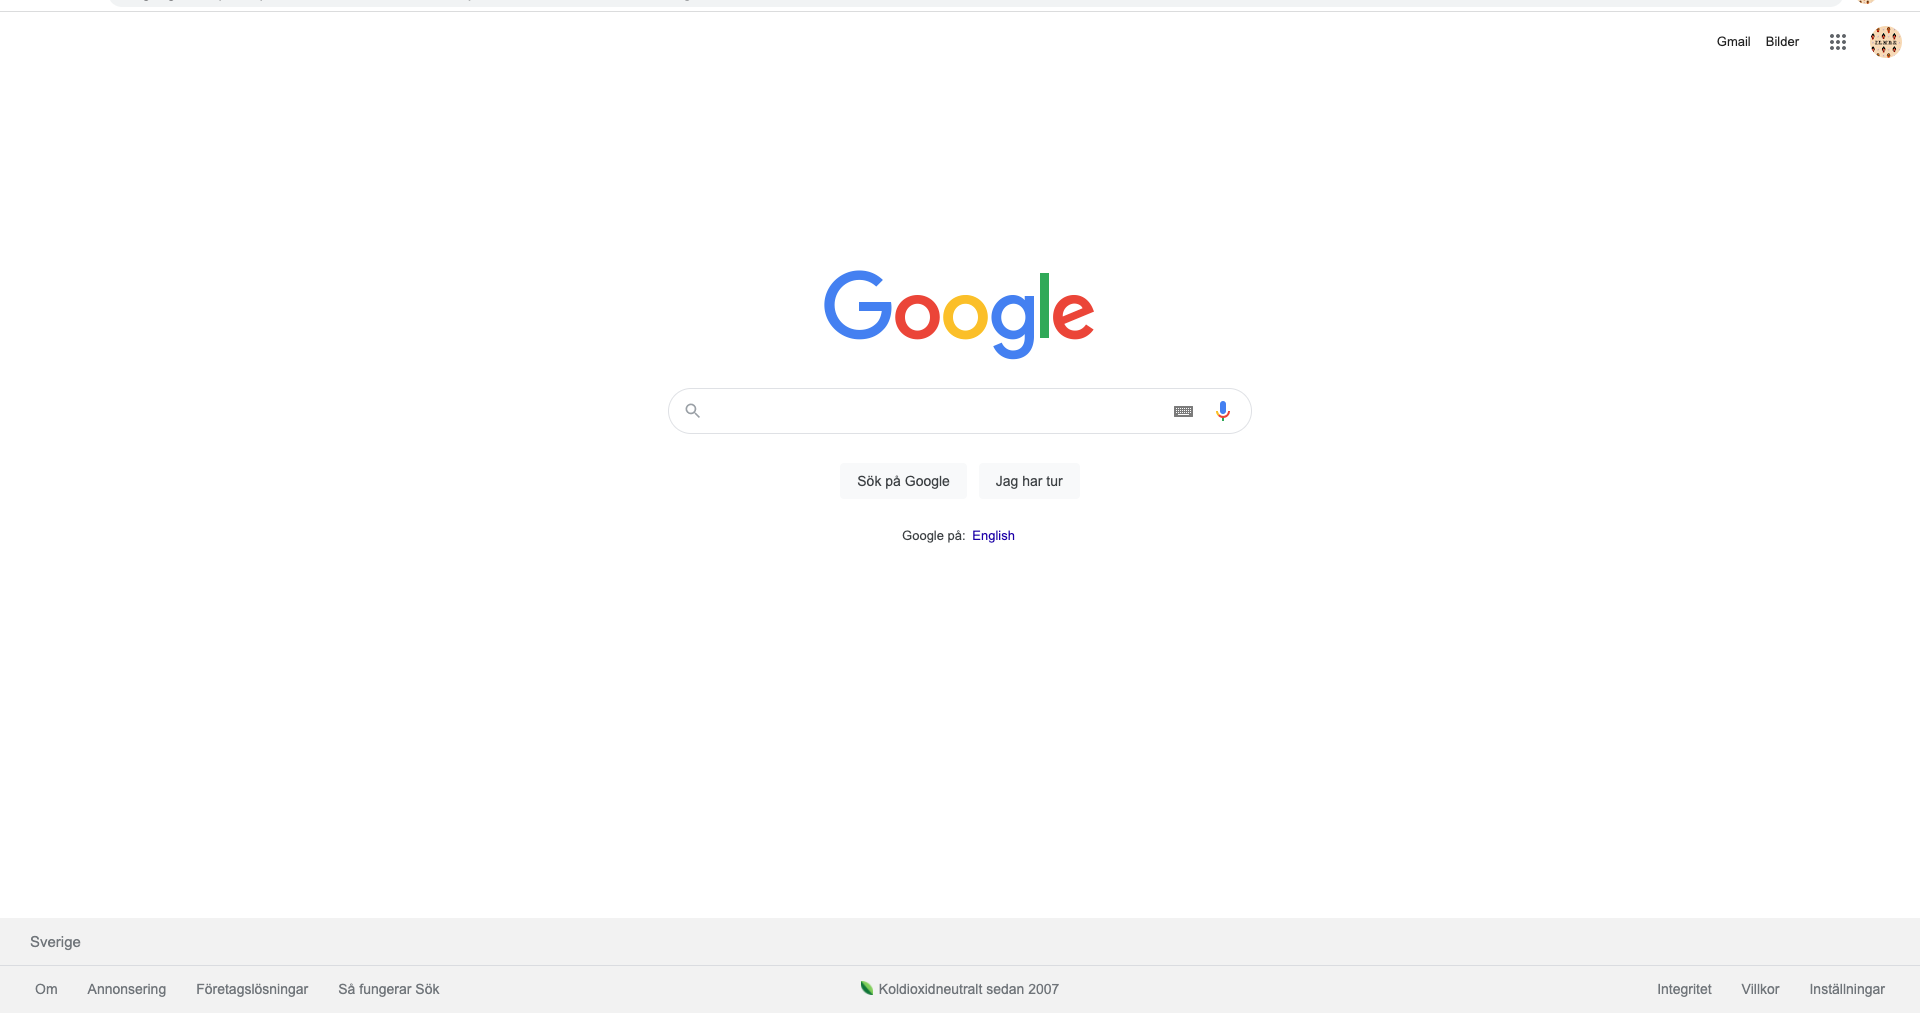 Gmail Bilder
Google
Sök på Google Jag har tur
Google på: English
Sverige
Om Annonsering Företagslösningar Så fungerar Sök Koldioxidneutralt sedan 2007 Integritet Villkor Inställningar